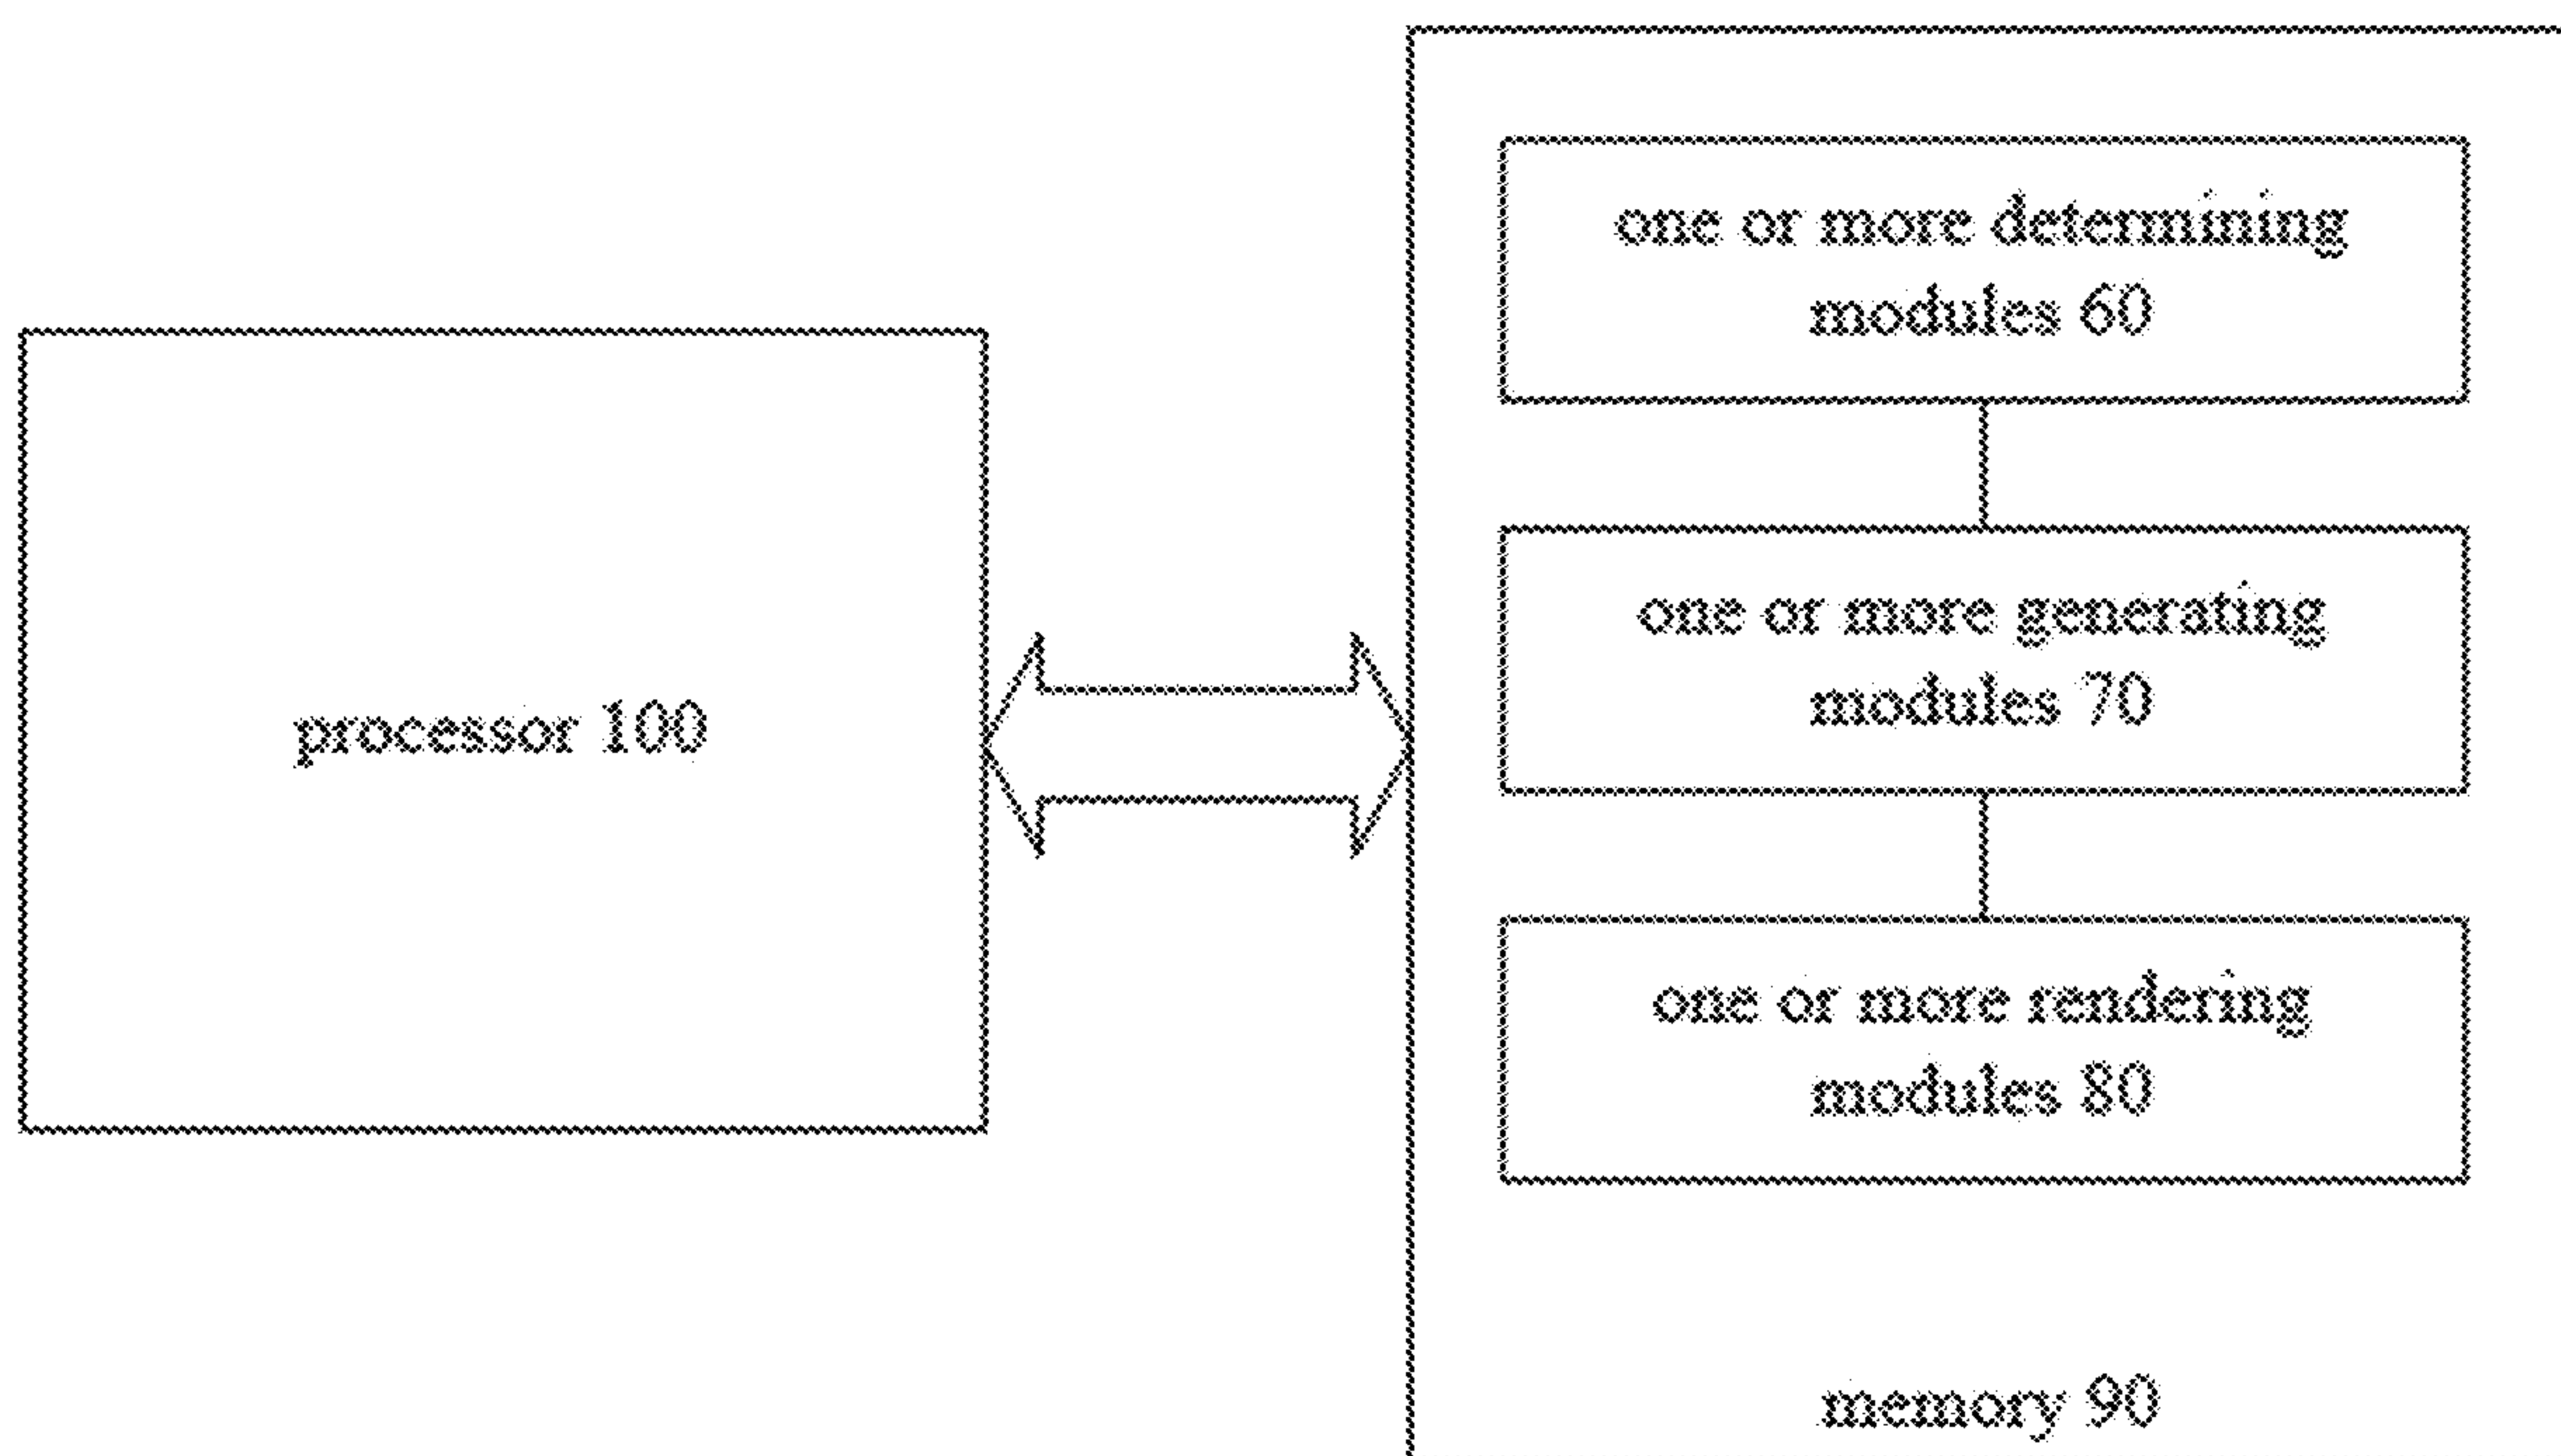 processor 100
one or more determining
modules 60
one or more generating
modules 70
one or more rendering
modules 80
memory 90